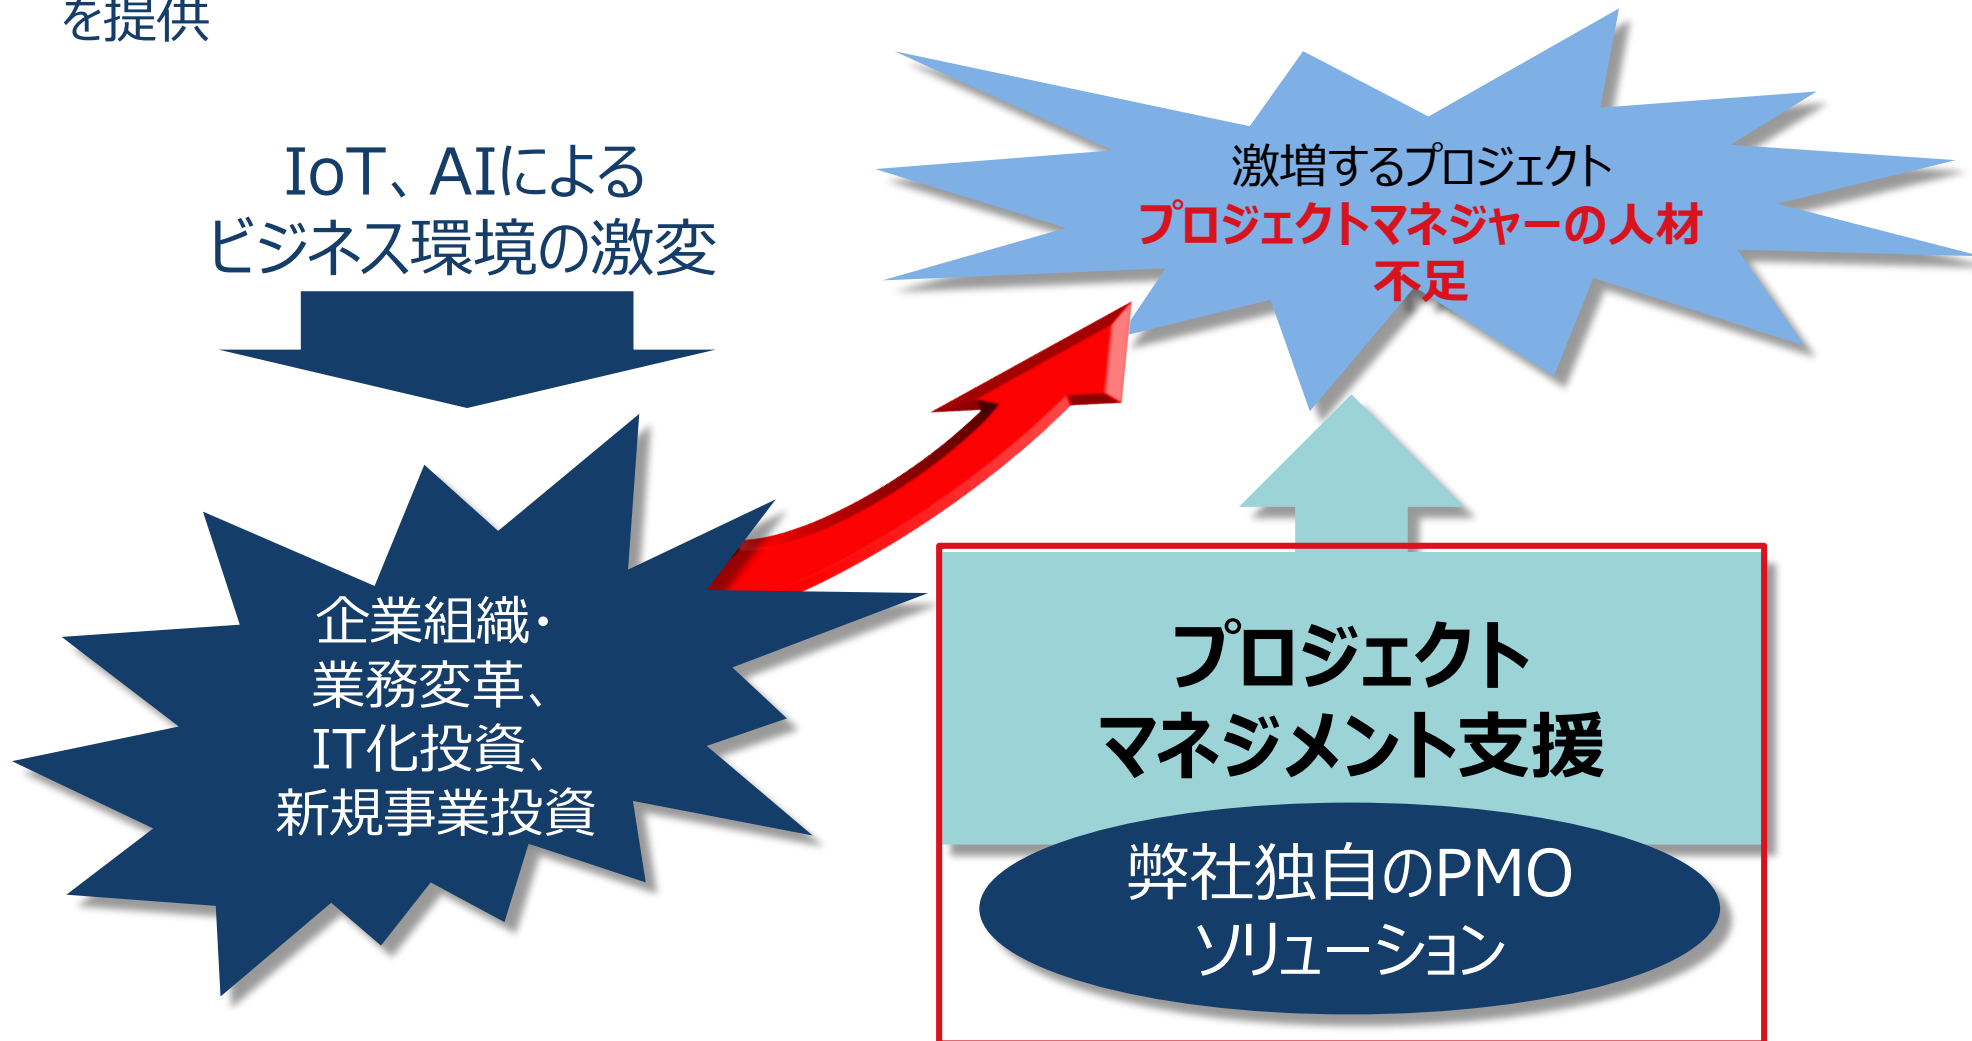 を提供
IoT、AIによる
ビジネス環境の激変
激増するプロジェクト
プロジェクトマネジャーの人材
不足
企業組織・
業務変革、
IT化投資、
新規事業投資
プロジェクト
マネジメント支援
弊社独自のPMO
ソリューション